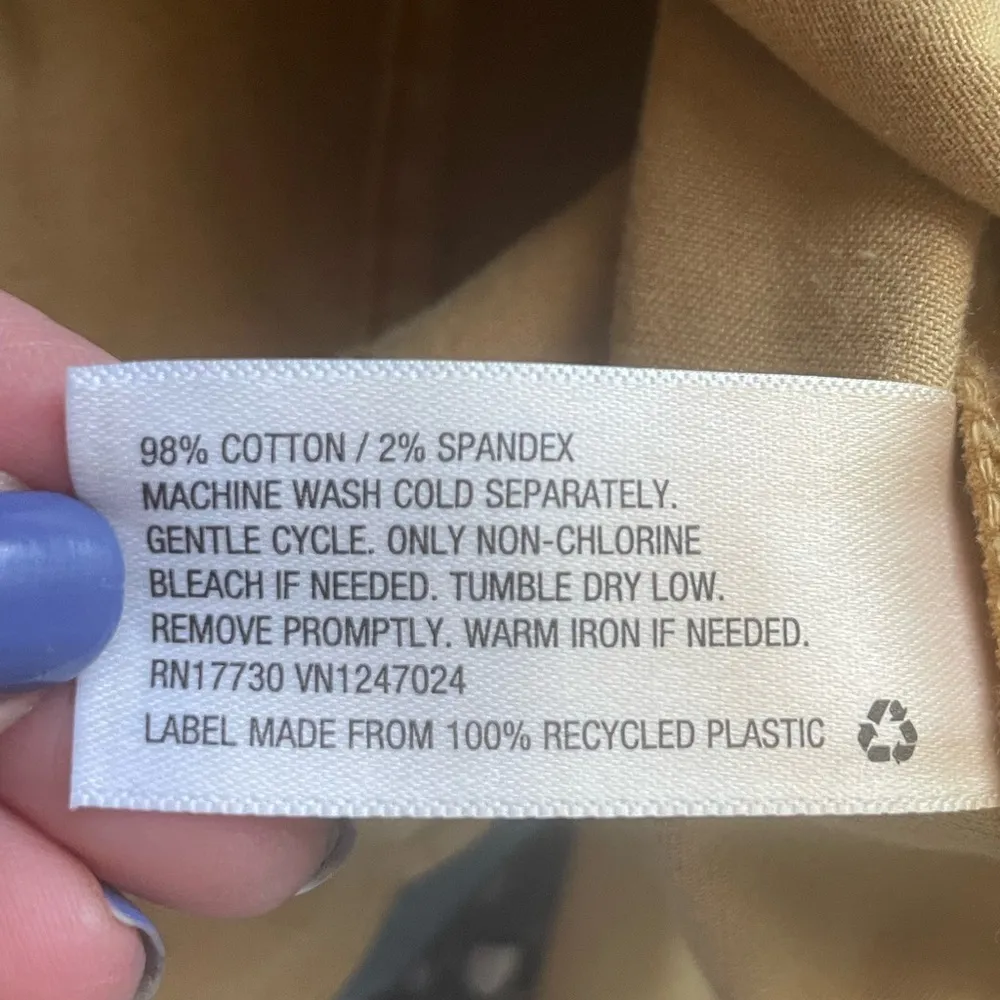 98% COTTON / 2% SPANDEX
MACHINE WASH COLD SEPARATELY.
GENTLE CYCLE. ONLY NON-CHLORINE
BLEACH IF NEEDED. TUMBLE DRY LOW.
REMOVE PROMPTLY. WARM IRON IF NEEDED.
RN17730 VN1247024
LABEL MADE FROM 100% RECYCLED PLASTIC